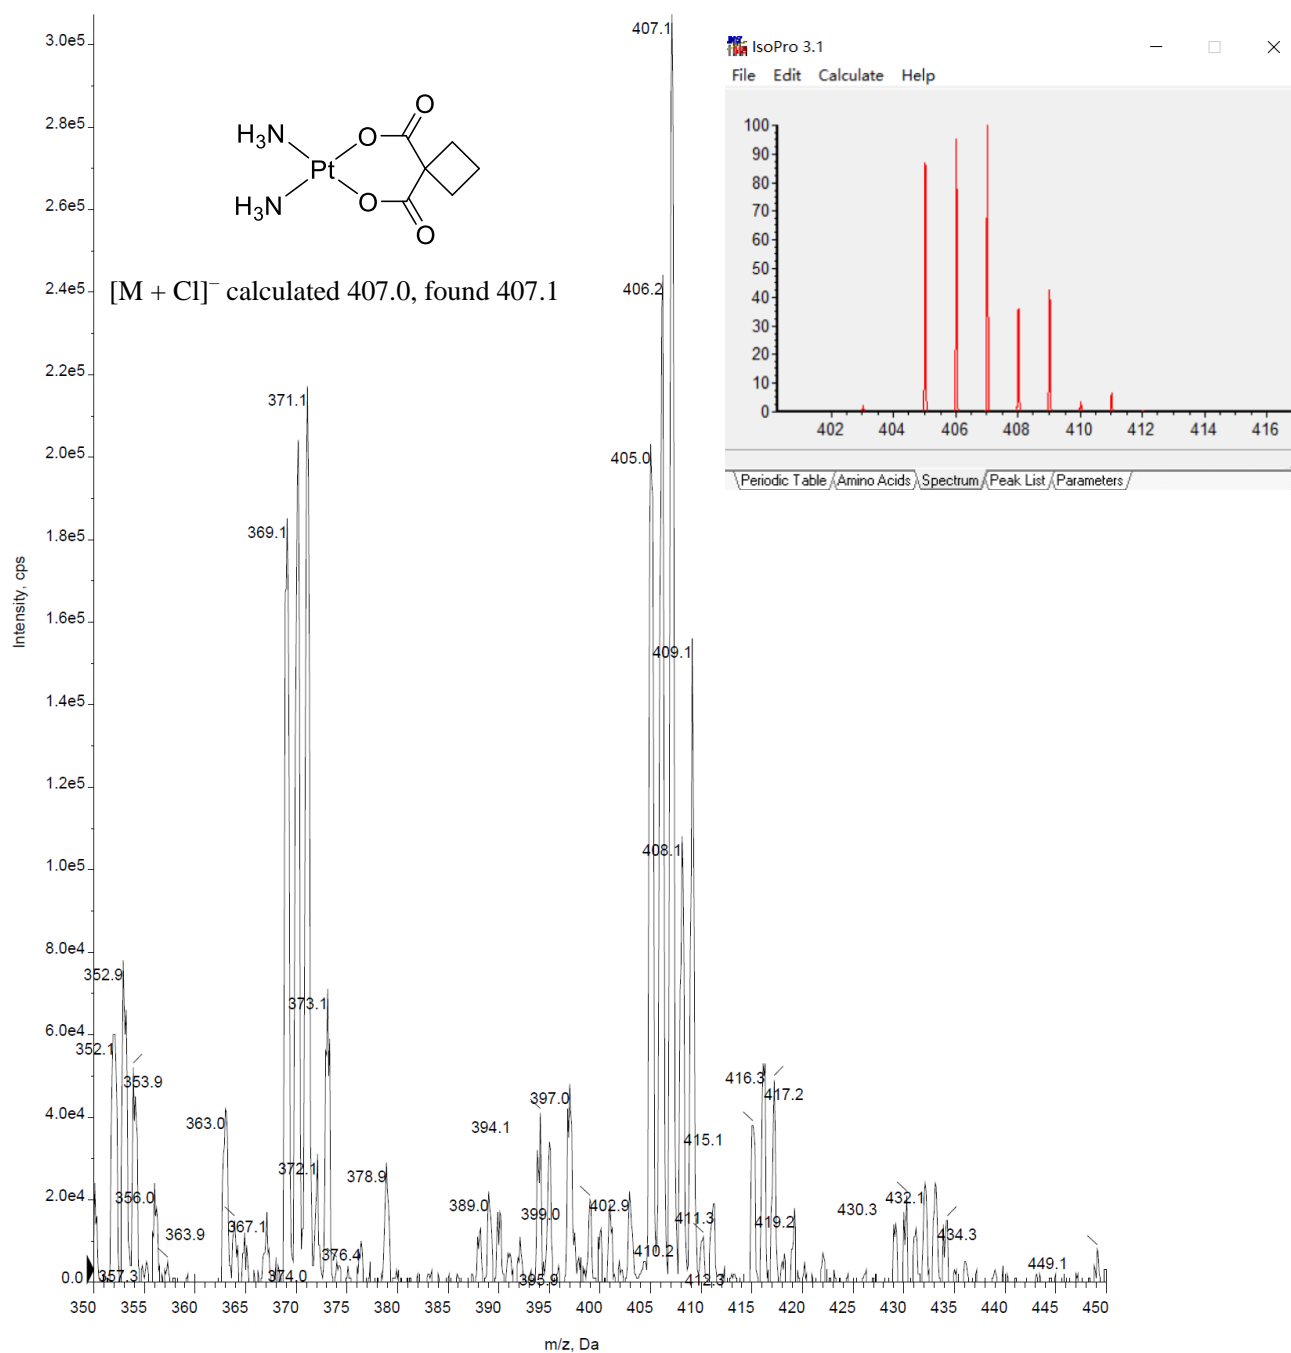 IsoPro 3.1
File Edit Calculate Help
100
90
80
70
60
50
40
30
20
10
0
402 404 406 408 410 412 414 416
Periodic Table Amino Acids Spectrum Peak List Parameters
H₃N
H₃N
Pt
O
O
O
O
[M + Cl]⁻ calculated 407.0, found 407.1
3.0e5
2.8e5
2.6e5
2.4e5
2.2e5
2.0e5
1.8e5
1.6e5
1.4e5
1.2e5
1.0e5
8.0e4
6.0e4
4.0e4
2.0e4
0.0
Intensity, cps
407.1
406.2
371.1
405.0
369.1
409.1
408.1
352.9
373.1
352.1
353.9
416.3
417.2
397.0
363.0
394.1
415.1
372.1
378.9
356.0
389.0
399.0
402.9
432.1
430.3
363.9
367.1
411.3
419.2
434.3
376.4
410.2
449.1
357.3
374.0
395.9
412.3
350 355 360 365 370 375 380 385 390 395 400 405 410 415 420 425 430 435 440 445 450
m/z, Da